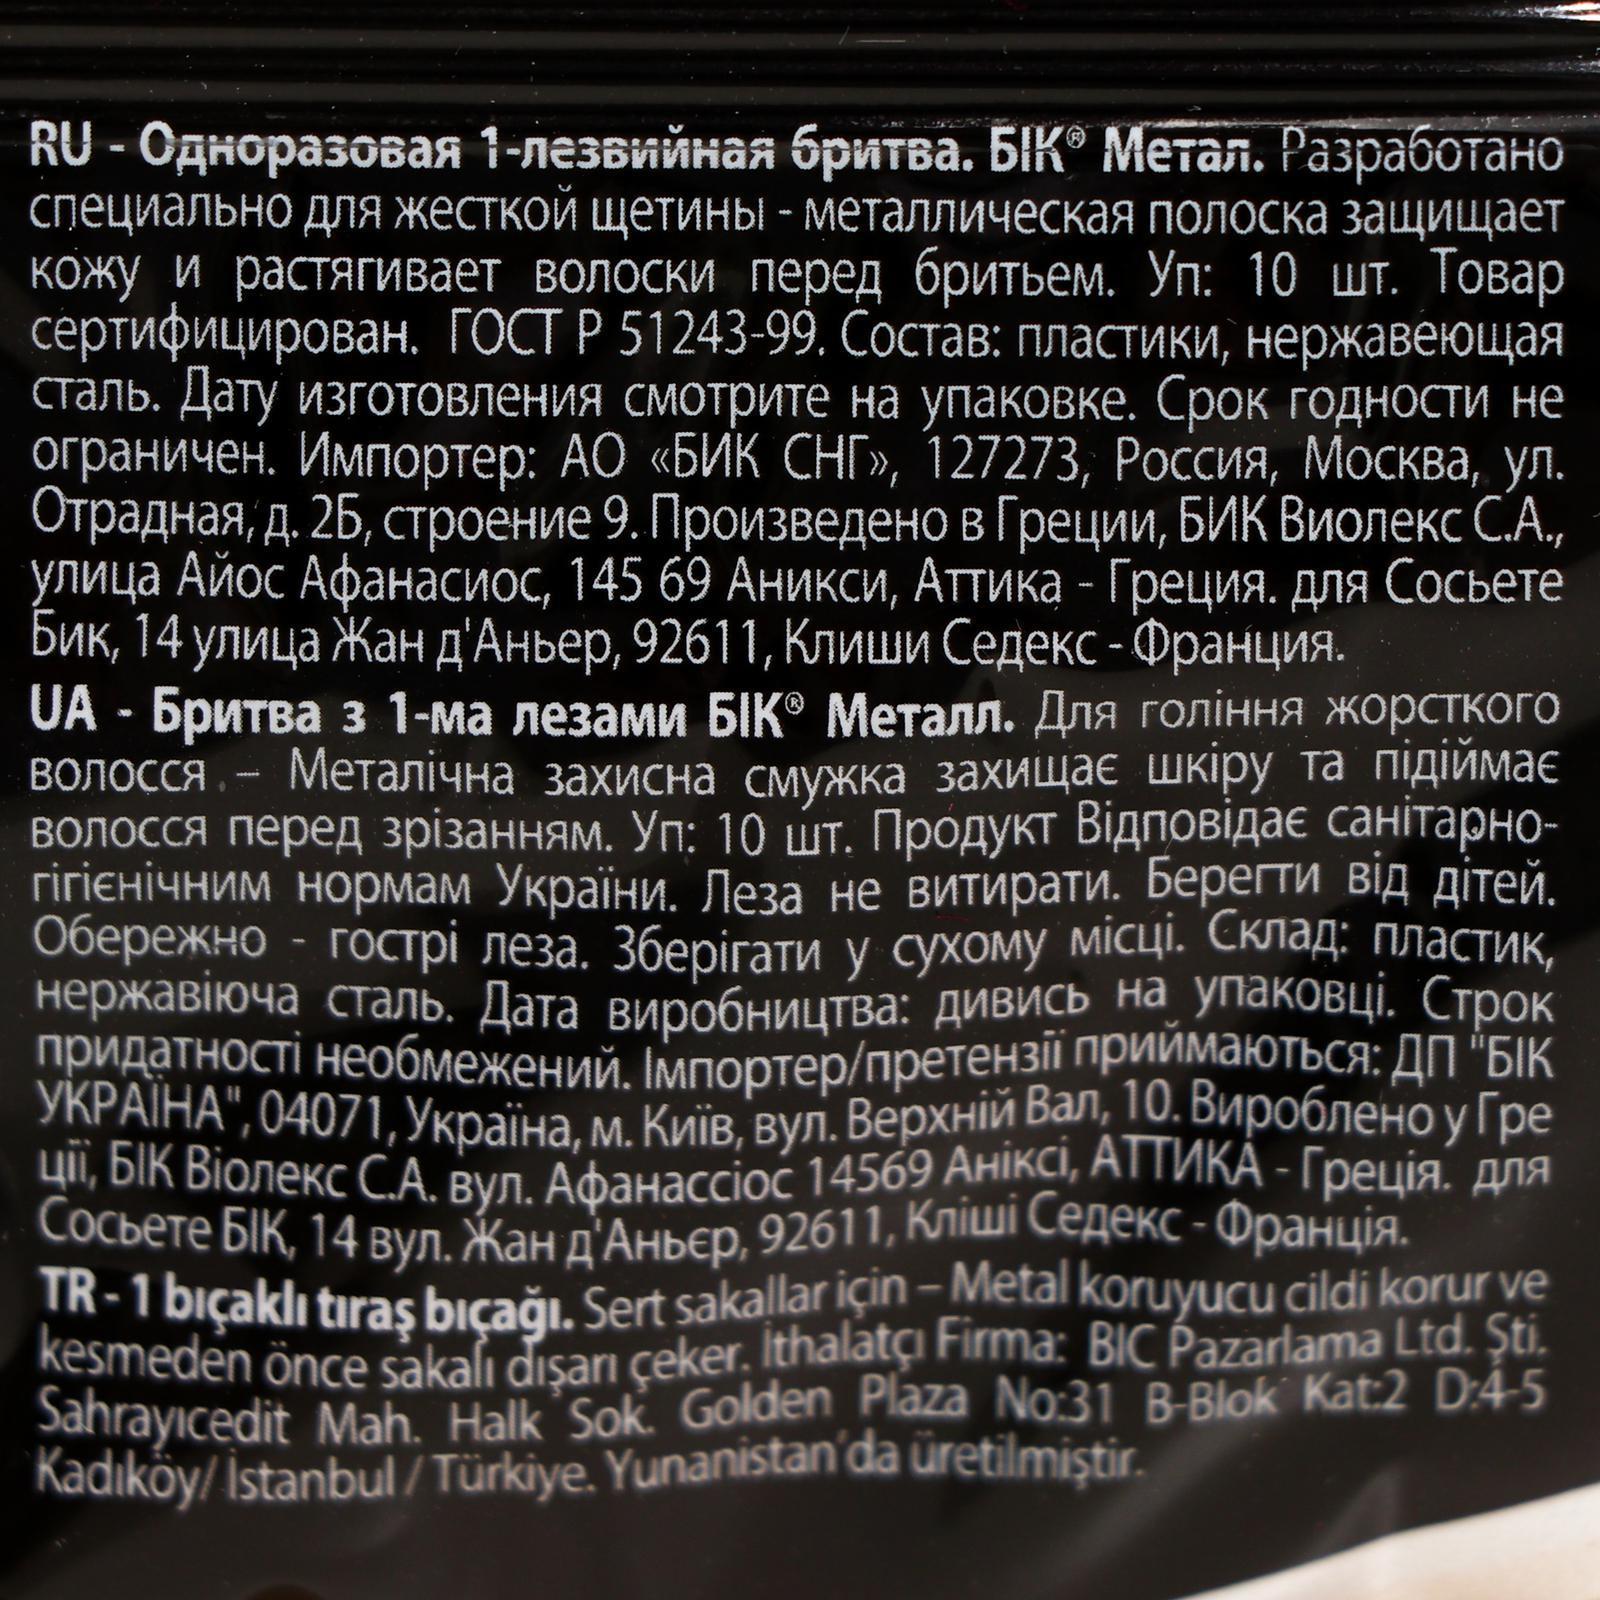 RU - Одноразовая 1-лезвийная бритва. БІК® Метал. Разработано
специально для жесткой щетины - металлическая полоска защищает
кожу и растягивает волоски перед бритьем. Уп: 10 шт. Товар
сертифицирован. ГОСТ Р 51243-99. Состав: пластики, нержавеющая
сталь. Дату изготовления смотрите на упаковке. Срок годности не
ограничен. Импортер: АО «БИК СНГ», 127273, Россия, Москва, ул.
Отрадная, д. 2Б, строение 9. Произведено в Греции, БИК Виолекс С.А.,
улица Айос Афанасиос, 145 69 Аникси, Аттика - Греция. для Сосьете
Бик, 14 улица Жан д'Аньер, 92611, Клиши Седекс - Франция.
UA - Бритва з 1-ма лезами БІК® Металл. Для гоління жорсткого
волосся – Металічна захисна смужка захищає шкіру та підіймає
волосся перед зрізанням. Уп: 10 шт. Продукт Відповідає санітарно-
гігієнічним нормам України. Леза не витирати. Берегти від дітей.
Обережно - гострі леза. Зберігати у сухому місці. Склад: пластик,
нержавіюча сталь. Дата виробництва: дивись на упаковці. Строк
придатності необмежений. Імпортер/претензії приймаються: ДП "БІК
УКРАЇНА", 04071, Україна, м. Київ, вул. Верхній Вал, 10. Вироблено у Гре
ції, БІК Віолекс С.А. вул. Афанассіос 14569 Аніксі, АТТИКА - Греція. для
Сосьете БІК, 14 вул. Жан д'Аньєр, 92611, Кліші Седекс - Франція.
TR - 1 bıçaklı tıraş bıçağı. Sert sakallar için – Metal koruyucu cildi korur ve
kesmeden önce sakalı dışarı çeker. İthalatçı Firma: BIC Pazarlama Ltd. Şti.
Sahrayıcedit Mah. Halk Sok. Golden Plaza No:31 B-Blok Kat:2 D:4-5
Kadıköy/ İstanbul / Türkiye. Yunanistan'da üretilmiştir.